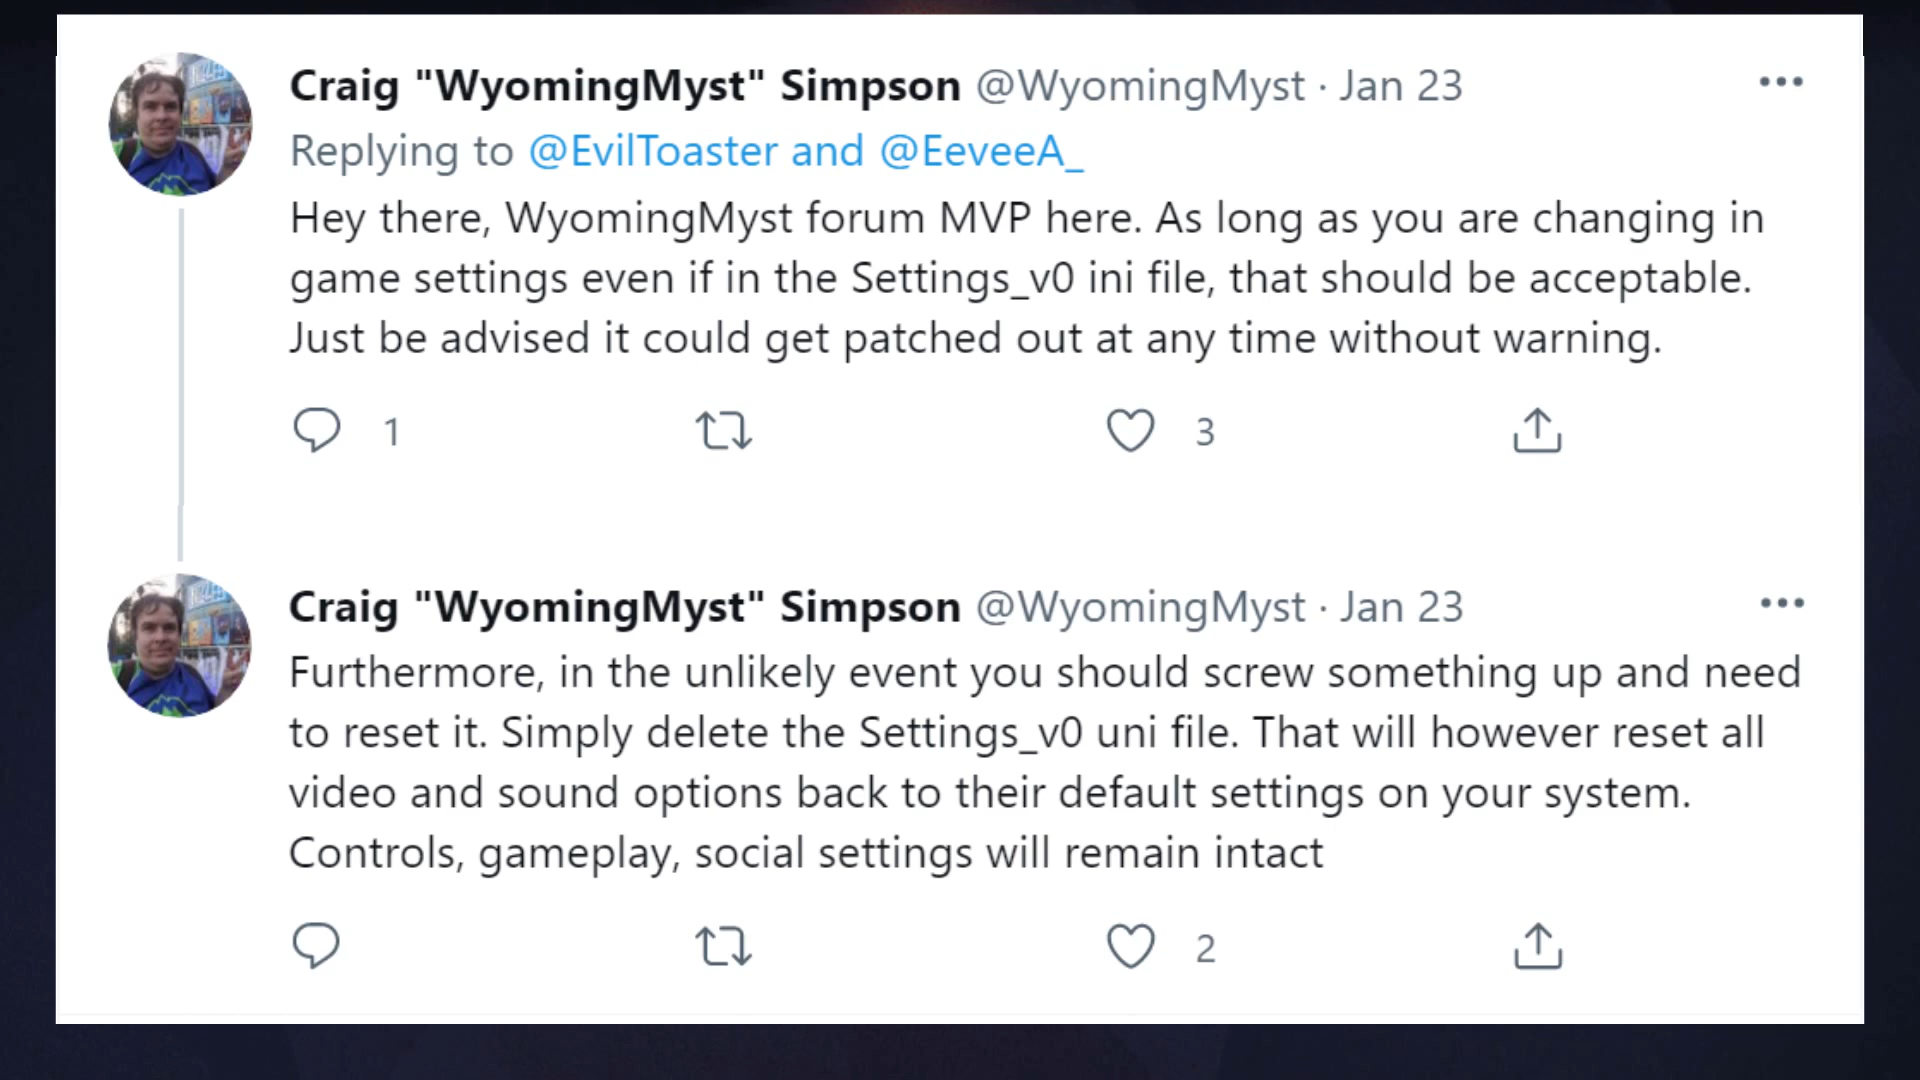 Craig "WyomingMyst" Simpson @WyomingMyst · Jan 23
Replying to @EvilToaster and @EeveeA_
Hey there, WyomingMyst forum MVP here. As long as you are changing in
game settings even if in the Settings_v0 ini file, that should be acceptable.
Just be advised it could get patched out at any time without warning.
1 3
Craig "WyomingMyst" Simpson @WyomingMyst · Jan 23
Furthermore, in the unlikely event you should screw something up and need
to reset it. Simply delete the Settings_v0 uni file. That will however reset all
video and sound options back to their default settings on your system.
Controls, gameplay, social settings will remain intact
2